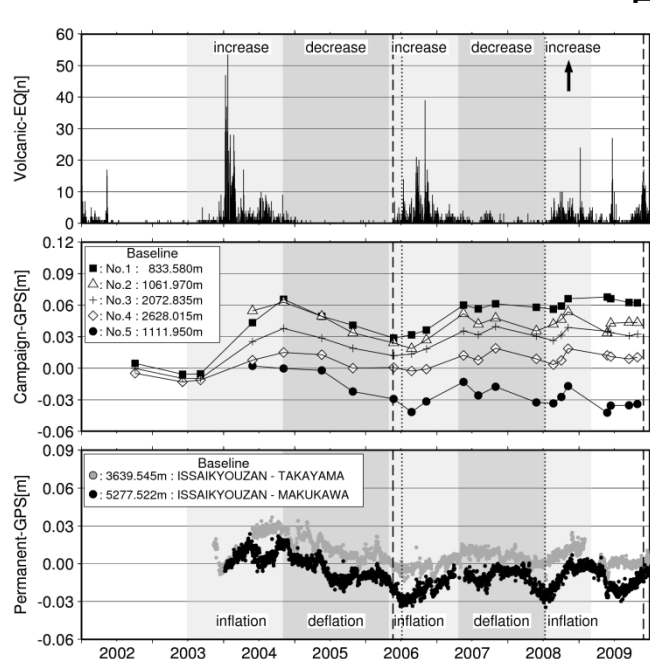 60
50
40
30
20
10
0
Volcanic-EQ[n]
increase decrease increase decrease increase
0.12
0.09
0.06
0.03
0.00
-0.03
-0.06
Campaign-GPS[m]
Baseline
: No.1 : 833.580m
: No.2 : 1061.970m
: No.3 : 2072.835m
: No.4 : 2628.015m
: No.5 : 1111.950m
0.09
0.06
0.03
0.00
-0.03
-0.06
Permanent-GPS[m]
Baseline
: 3639.545m : ISSAIKYOUZAN - TAKAYAMA
: 5277.522m : ISSAIKYOUZAN - MAKUKAWA
inflation deflation inflation deflation inflation
2002 2003 2004 2005 2006 2007 2008 2009